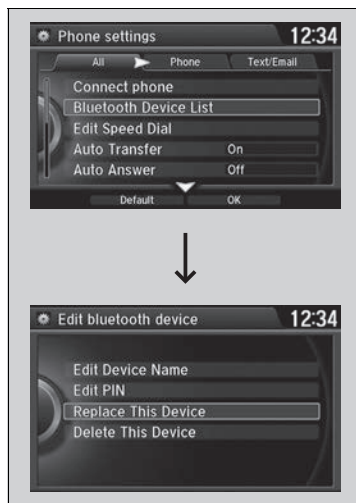 Phone settings 12:34
All Phone Text/Email
Connect phone
Bluetooth Device List
Edit Speed Dial
Auto Transfer On
Auto Answer Off
Default OK
Edit bluetooth device 12:34
Edit Device Name
Edit PIN
Replace This Device
Delete This Device